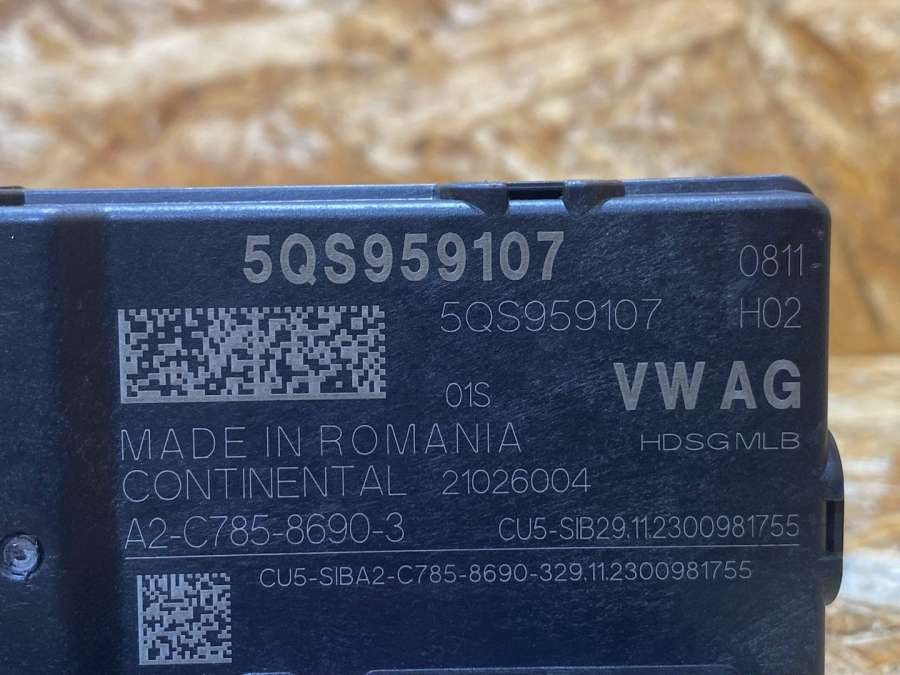 5QS959107
0811
5QS959107
H02
01S
VW AG
MADE IN ROMANIA
HDSG MLB
CONTINENTAL 21026004
A2-C785-8690-3
CU5-SIB29.11.2300981755
CU5-SIBA2-C785-8690-329.11.2300981755